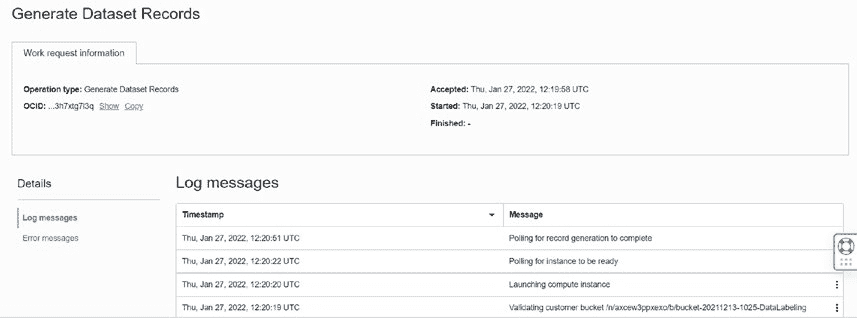 Generate Dataset Records
Work request information
Operation type: Generate Dataset Records
Accepted: Thu, Jan 27, 2022, 12:19:58 UTC
OCID: ...3h7xtg7l3q Show Copy
Started: Thu, Jan 27, 2022, 12:20:19 UTC
Finished: -
Details
Log messages
Error messages
Log messages
Timestamp Message
Thu, Jan 27, 2022, 12:20:51 UTC Polling for record generation to complete
Thu, Jan 27, 2022, 12:20:22 UTC Polling for instance to be ready
Thu, Jan 27, 2022, 12:20:20 UTC Launching compute instance
Thu, Jan 27, 2022, 12:20:19 UTC Validating customer bucket /n/axcew3ppxexo/b/bucket-20211213-1025-DataLabeling